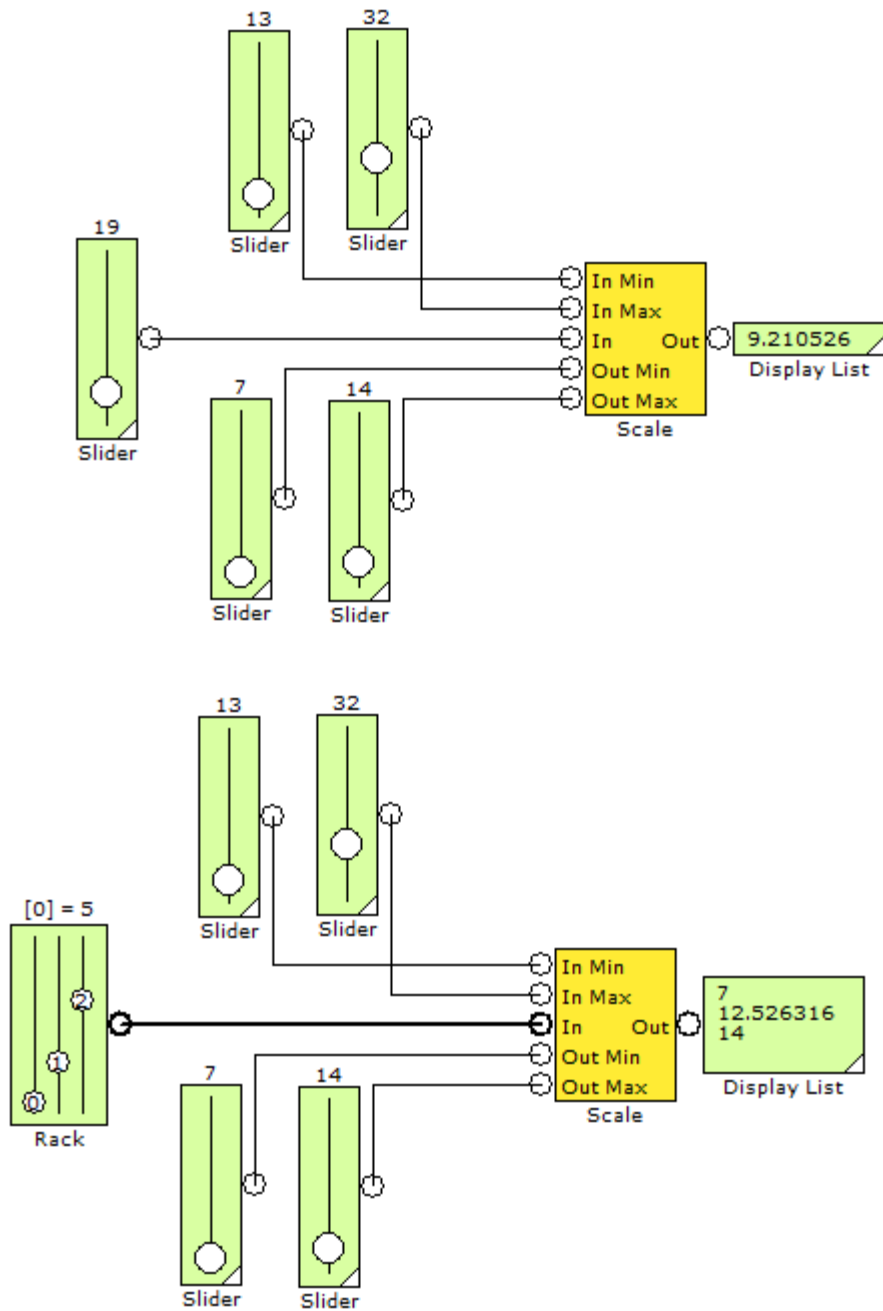 13
32
Slider
Slider
19
Slider
In Min
In Max
In Out
Out Min
Out Max
Scale
9.210526
Display List
7
14
Slider
Slider
13
32
Slider
Slider
[0] = 5
0
1
2
Rack
In Min
In Max
In Out
Out Min
Out Max
Scale
7
12.526316
14
Display List
7
14
Slider
Slider